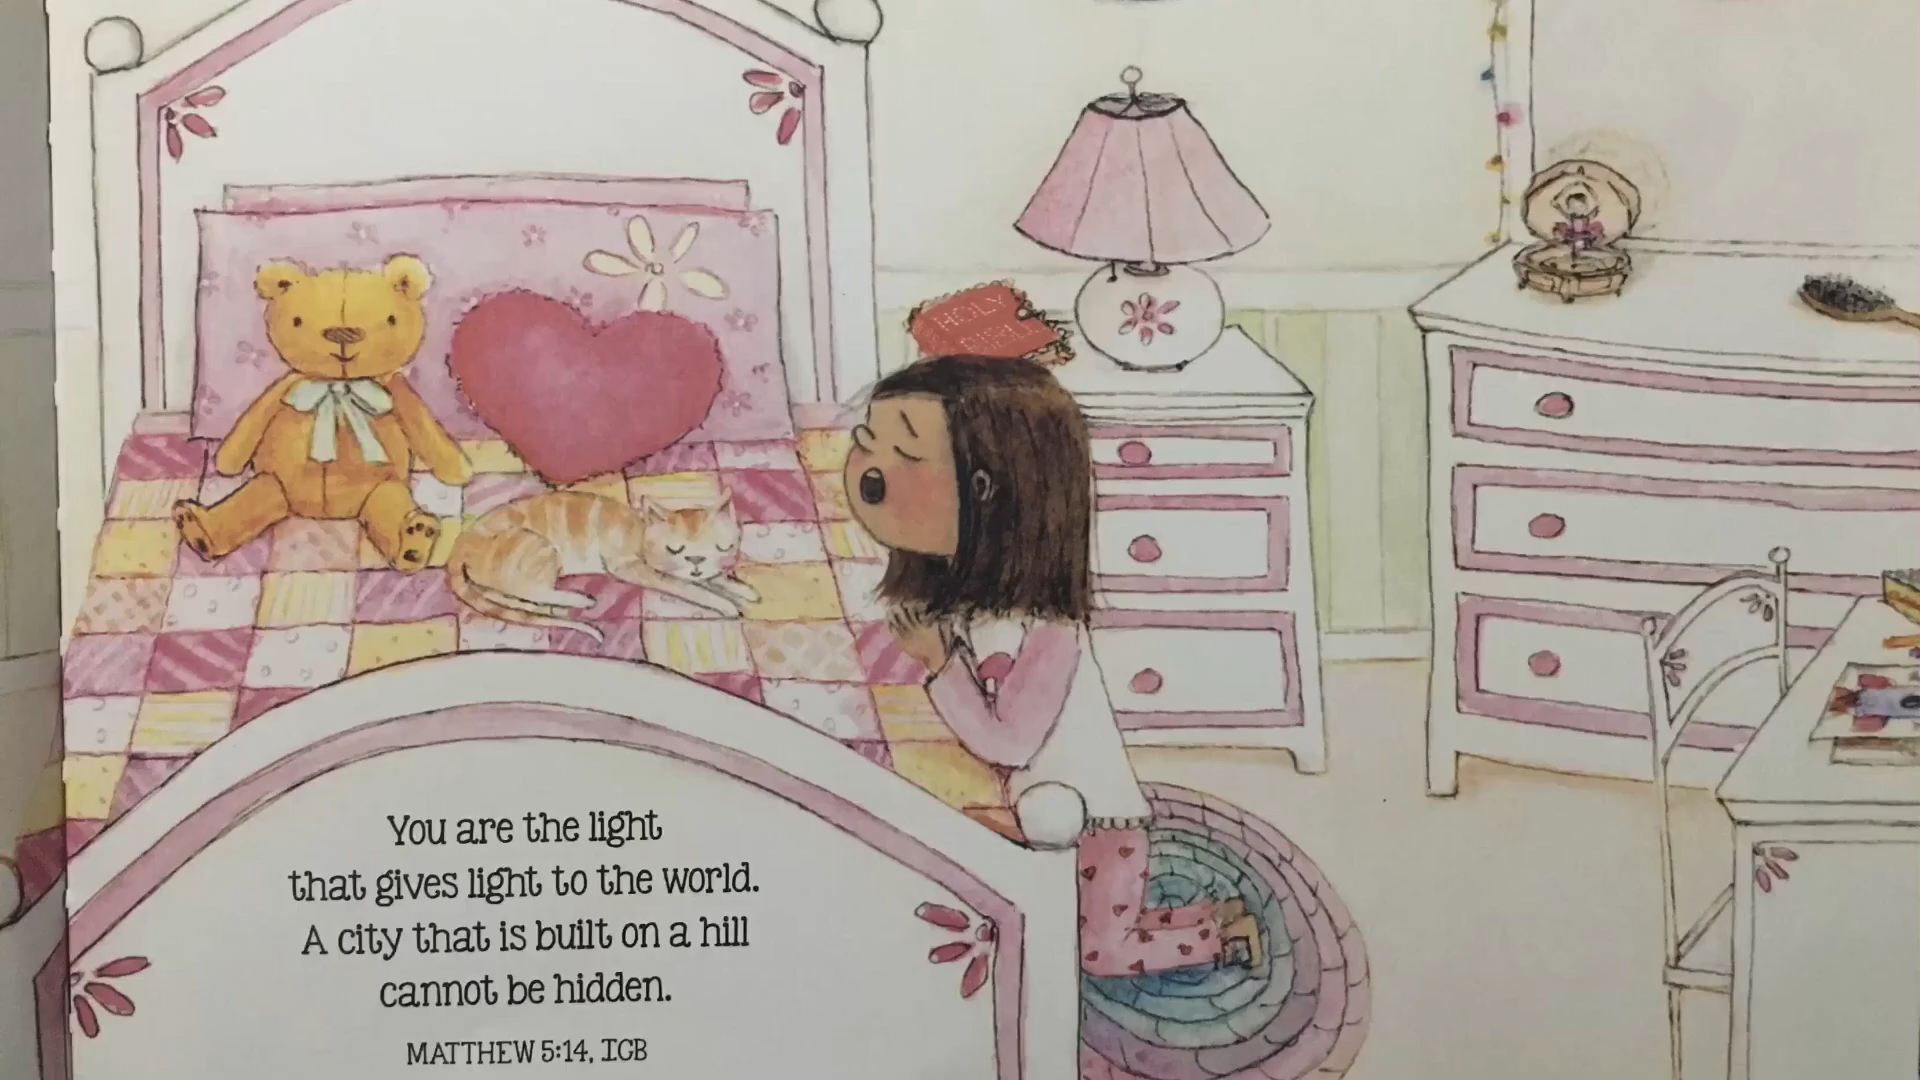 HOLY
BIBLE
You are the light
that gives light to the world.
A city that is built on a hill
cannot be hidden.
MATTHEW 5:14, ICB